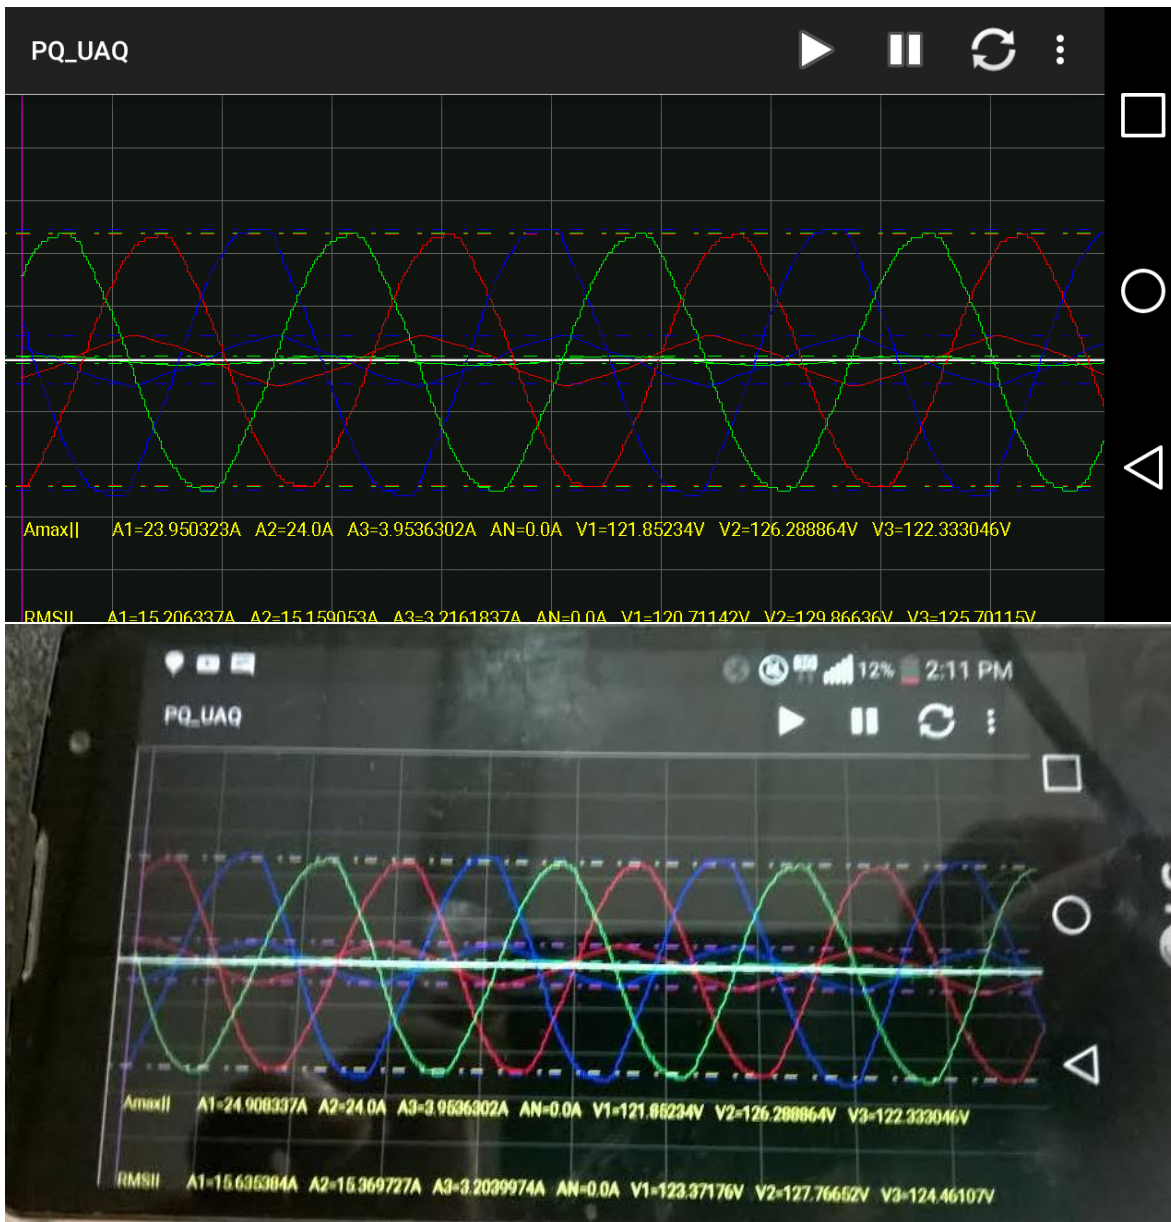 PQ_UAQ
Amax|| A1=23.950323A A2=24.0A A3=3.9536302A AN=0.0A V1=121.85234V V2=126.288864V V3=122.333046V
RMS|| A1=15.206337A A2=15.159053A A3=3.2161837A AN=0.0A V1=120.71142V V2=129.86636V V3=125.70115V
12% 2:11 PM
PQ_UAQ
Amax|| A1=24.908337A A2=24.0A A3=3.9536302A AN=0.0A V1=121.85234V V2=126.288864V V3=122.333046V
RMS|| A1=15.635384A A2=15.369727A A3=3.2039974A AN=0.0A V1=123.37176V V2=127.76652V V3=124.46107V